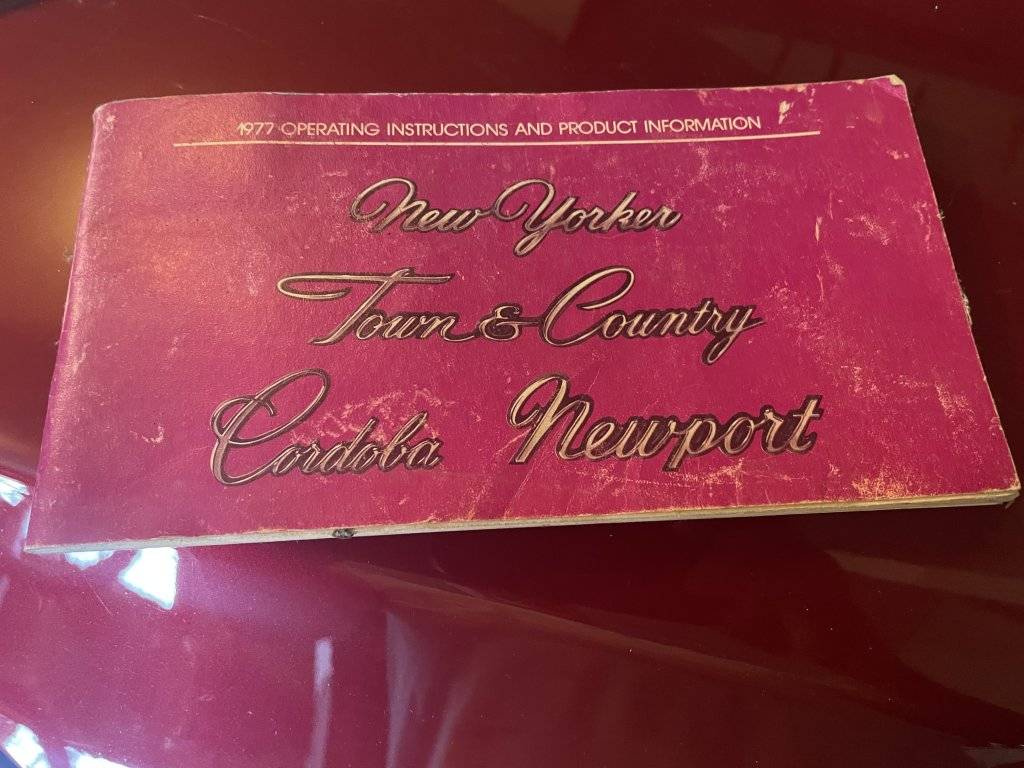 1977 OPERATING INSTRUCTIONS AND PRODUCT INFORMATION
New Yorker
Town & Country
Cordoba Newport